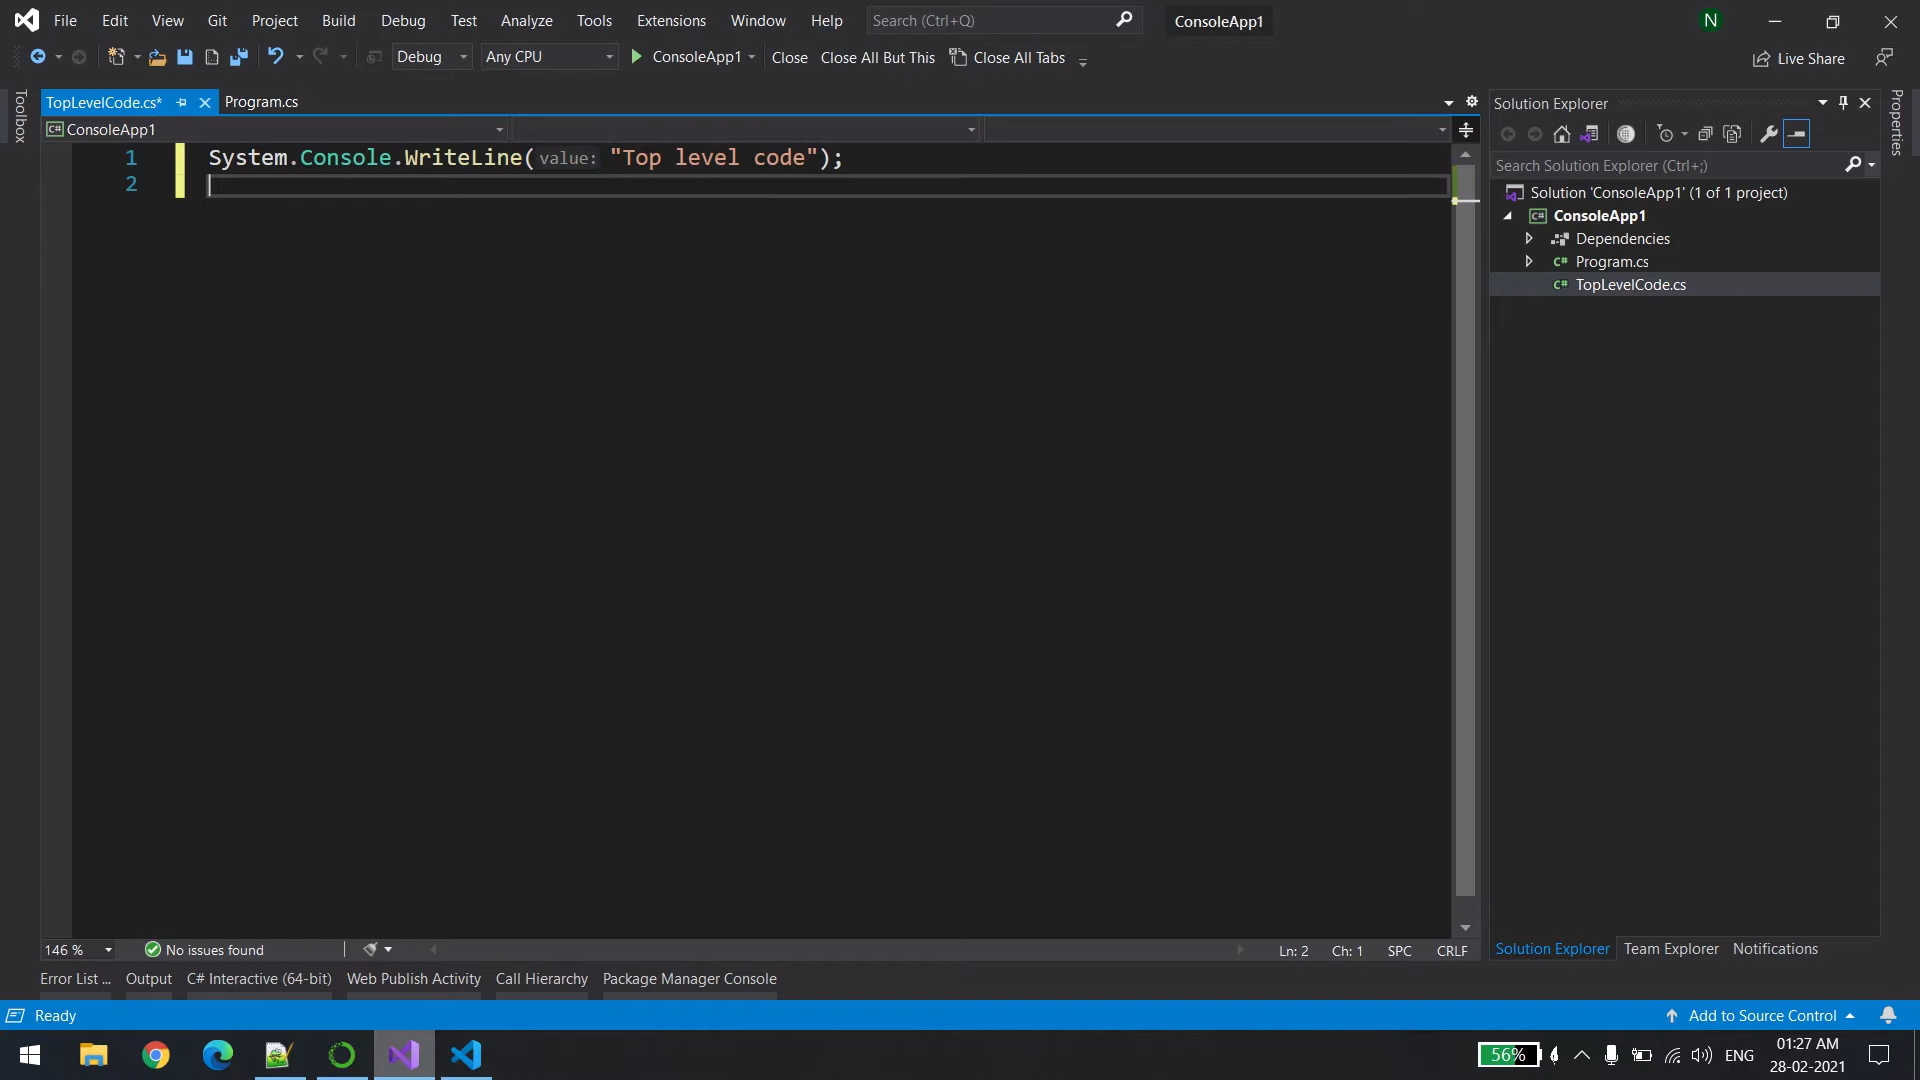 File Edit View Git Project Build Debug Test Analyze Tools Extensions Window Help Search (Ctrl+Q) ConsoleApp1 N
Debug Any CPU ConsoleApp1 Close Close All But This Close All Tabs Live Share
Toolbox
TopLevelCode.cs* Program.cs
C# ConsoleApp1
1 System.Console.WriteLine(value: "Top level code");
2
146 % No issues found Ln: 2 Ch: 1 SPC CRLF
Solution Explorer
Search Solution Explorer (Ctrl+;)
Solution 'ConsoleApp1' (1 of 1 project)
C# ConsoleApp1
Dependencies
C# Program.cs
C# TopLevelCode.cs
Solution Explorer Team Explorer Notifications
Properties
Error List ... Output C# Interactive (64-bit) Web Publish Activity Call Hierarchy Package Manager Console
Ready Add to Source Control
56% ENG 01:27 AM
28-02-2021